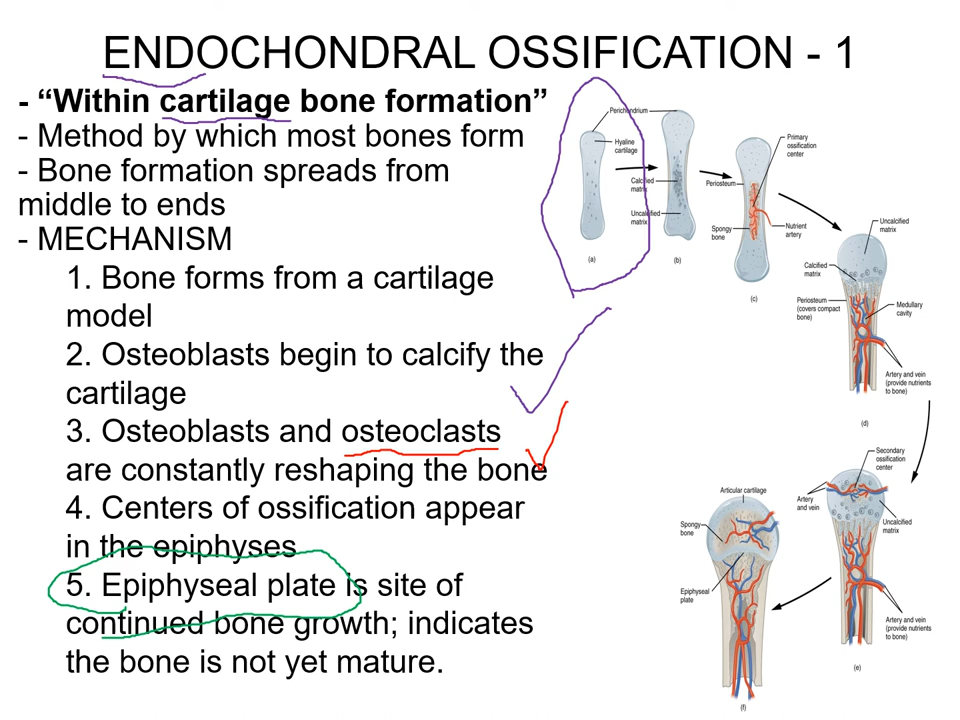 ENDOCHONDRAL OSSIFICATION - 1
- “Within cartilage bone formation”
- Method by which most bones form
- Bone formation spreads from
middle to ends
- MECHANISM
1. Bone forms from a cartilage
model
2. Osteoblasts begin to calcify the
cartilage
3. Osteoblasts and osteoclasts
are constantly reshaping the bone
4. Centers of ossification appear
in the epiphyses
5. Epiphyseal plate is site of
continued bone growth; indicates
the bone is not yet mature.
Perichondrium
Hyaline
cartilage
(a)
Calcified
matrix
Uncalcified
matrix
(b)
Primary
ossification
center
Periosteum
Spongy
bone
Nutrient
artery
(c)
Uncalcified
matrix
Calcified
matrix
Periosteum
(covers compact
bone)
Medullary
cavity
Artery and vein
(provide nutrients
to bone)
(d)
Secondary
ossification
center
Artery
and vein
Uncalcified
matrix
Artery and vein
(provide nutrients
to bone)
(e)
Articular cartilage
Spongy
bone
Epiphyseal
plate
(f)